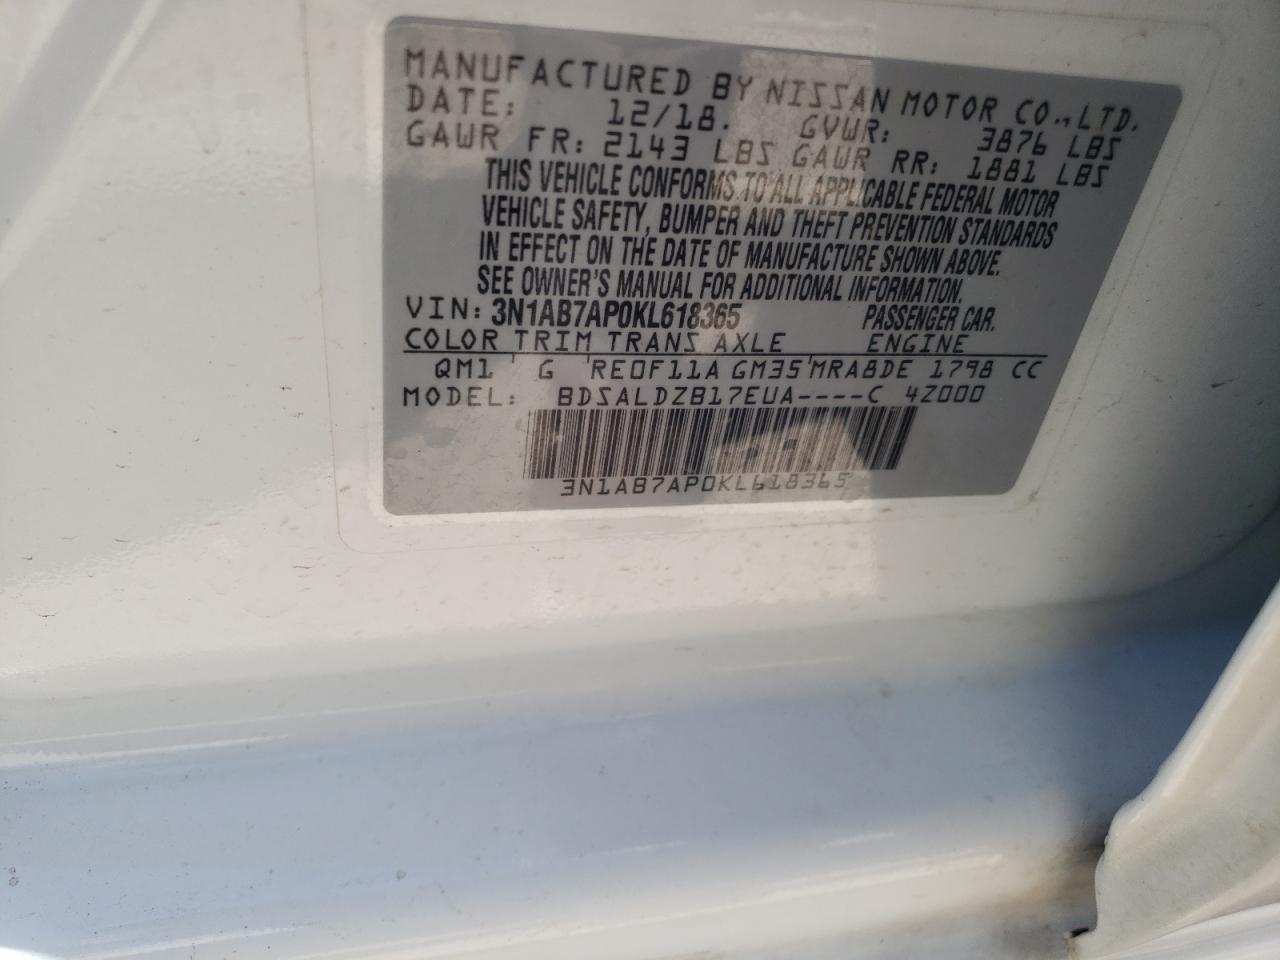 MANUFACTURED BY NISSAN MOTOR CO.,LTD.
DATE: 12/18. GVWR: 3876 LBS
GAWR FR: 2143 LBS GAWR RR: 1881 LBS
THIS VEHICLE CONFORMS TO ALL APPLICABLE FEDERAL MOTOR
VEHICLE SAFETY, BUMPER AND THEFT PREVENTION STANDARDS
IN EFFECT ON THE DATE OF MANUFACTURE SHOWN ABOVE.
SEE OWNER'S MANUAL FOR ADDITIONAL INFORMATION.
VIN: 3N1AB7AP0KL618365 PASSENGER CAR.
COLOR TRIM TRANS AXLE ENGINE
QM1 ' G 'RE0F11A GM35'MRA8DE 1798 CC
MODEL: BDSALDZB17EUA----C 4Z000
3N1AB7AP0KL618365